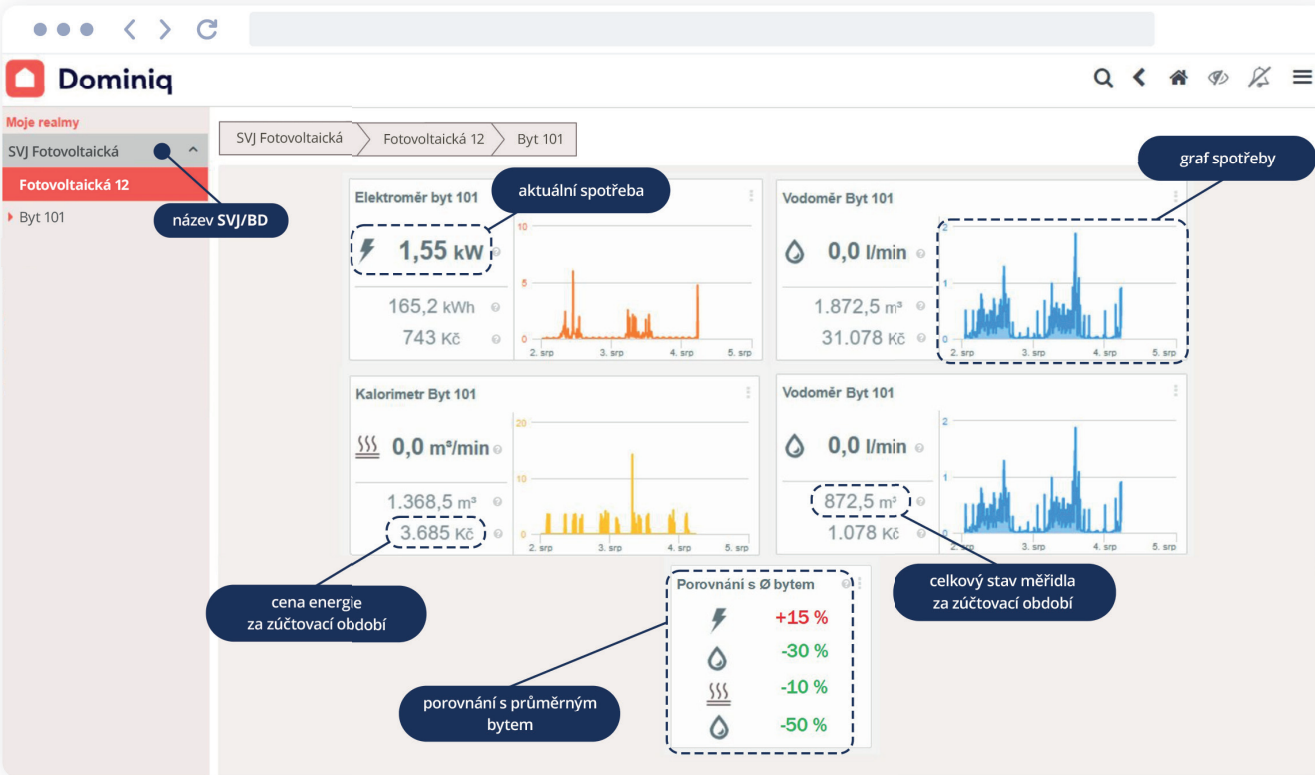 Dominiq
Moje realmy
SVJ Fotovoltaická
Fotovoltaická 12
Byt 101
název SVJ/BD
SVJ Fotovoltaická
Fotovoltaická 12
Byt 101
graf spotřeby
Elektroměr byt 101
aktuální spotřeba
1,55 kW
165,2 kWh
743 Kč
10
5
0
2. srp
3. srp
4. srp
5. srp
Vodoměr Byt 101
0,0 l/min
1.872,5 m³
31.078 Kč
2
1
0
2. srp
3. srp
4. srp
5. srp
Kalorimetr Byt 101
0,0 m³/min
1.368,5 m³
3.685 Kč
20
10
0
2. srp
3. srp
4. srp
5. srp
Vodoměr Byt 101
0,0 l/min
872,5 m³
1.078 Kč
2
1
0
2. srp
3. srp
4. srp
5. srp
cena energie
za zúčtovací období
celkový stav měřidla
za zúčtovací období
Porovnání s Ø bytem
+15 %
-30 %
-10 %
-50 %
porovnání s průměrným
bytem